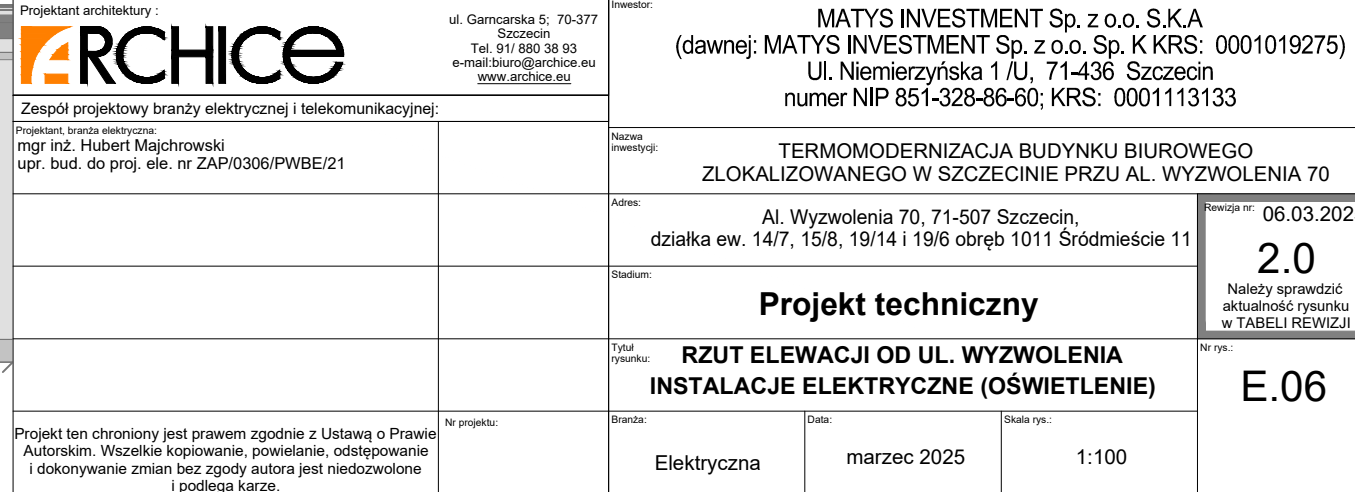 Projektant architektury :
ARCHICE
ul. Garncarska 5; 70-377
Szczecin
Tel. 91/ 880 38 93
e-mail:biuro@archice.eu
www.archice.eu
Zespół projektowy branży elektrycznej i telekomunikacyjnej:
Projektant, branża elektryczna:
mgr inż. Hubert Majchrowski
upr. bud. do proj. ele. nr ZAP/0306/PWBE/21
Projekt ten chroniony jest prawem zgodnie z Ustawą o Prawie
Autorskim. Wszelkie kopiowanie, powielanie, odstępowanie
i dokonywanie zmian bez zgody autora jest niedozwolone
i podlega karze.
Nr projektu:
Inwestor:
MATYS INVESTMENT Sp. z o.o. S.K.A
(dawnej: MATYS INVESTMENT Sp. z o.o. Sp. K KRS: 0001019275)
Ul. Niemierzyńska 1 /U, 71-436 Szczecin
numer NIP 851-328-86-60; KRS: 0001113133
Nazwa
inwestycji:
TERMOMODERNIZACJA BUDYNKU BIUROWEGO
ZLOKALIZOWANEGO W SZCZECINIE PRZU AL. WYZWOLENIA 70
Adres:
Al. Wyzwolenia 70, 71-507 Szczecin,
działka ew. 14/7, 15/8, 19/14 i 19/6 obręb 1011 Śródmieście 11
Rewizja nr: 06.03.202
2.0
Należy sprawdzić
aktualność rysunku
w TABELI REWIZJI
Stadium:
Projekt techniczny
Tytuł
rysunku:
RZUT ELEWACJI OD UL. WYZWOLENIA
INSTALACJE ELEKTRYCZNE (OŚWIETLENIE)
Nr rys.:
E.06
Branża:
Elektryczna
Data:
marzec 2025
Skala rys.:
1:100